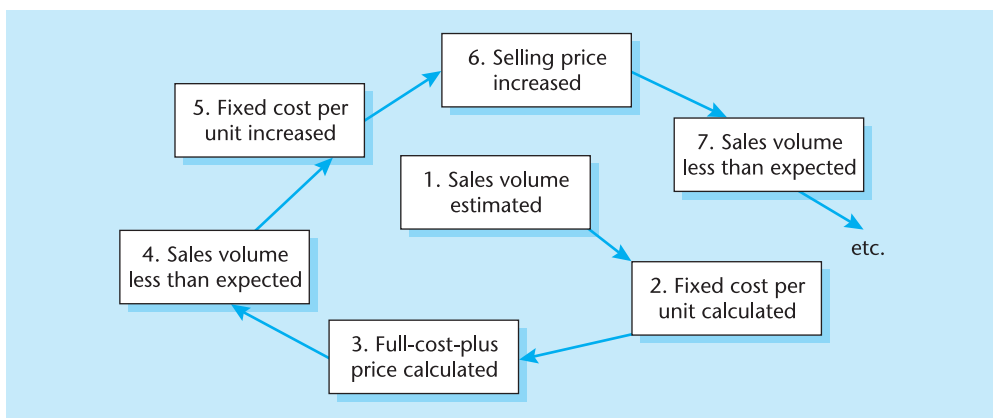 1. Sales volume
estimated
2. Fixed cost per
unit calculated
3. Full-cost-plus
price calculated
4. Sales volume
less than expected
5. Fixed cost per
unit increased
6. Selling price
increased
7. Sales volume
less than expected
etc.